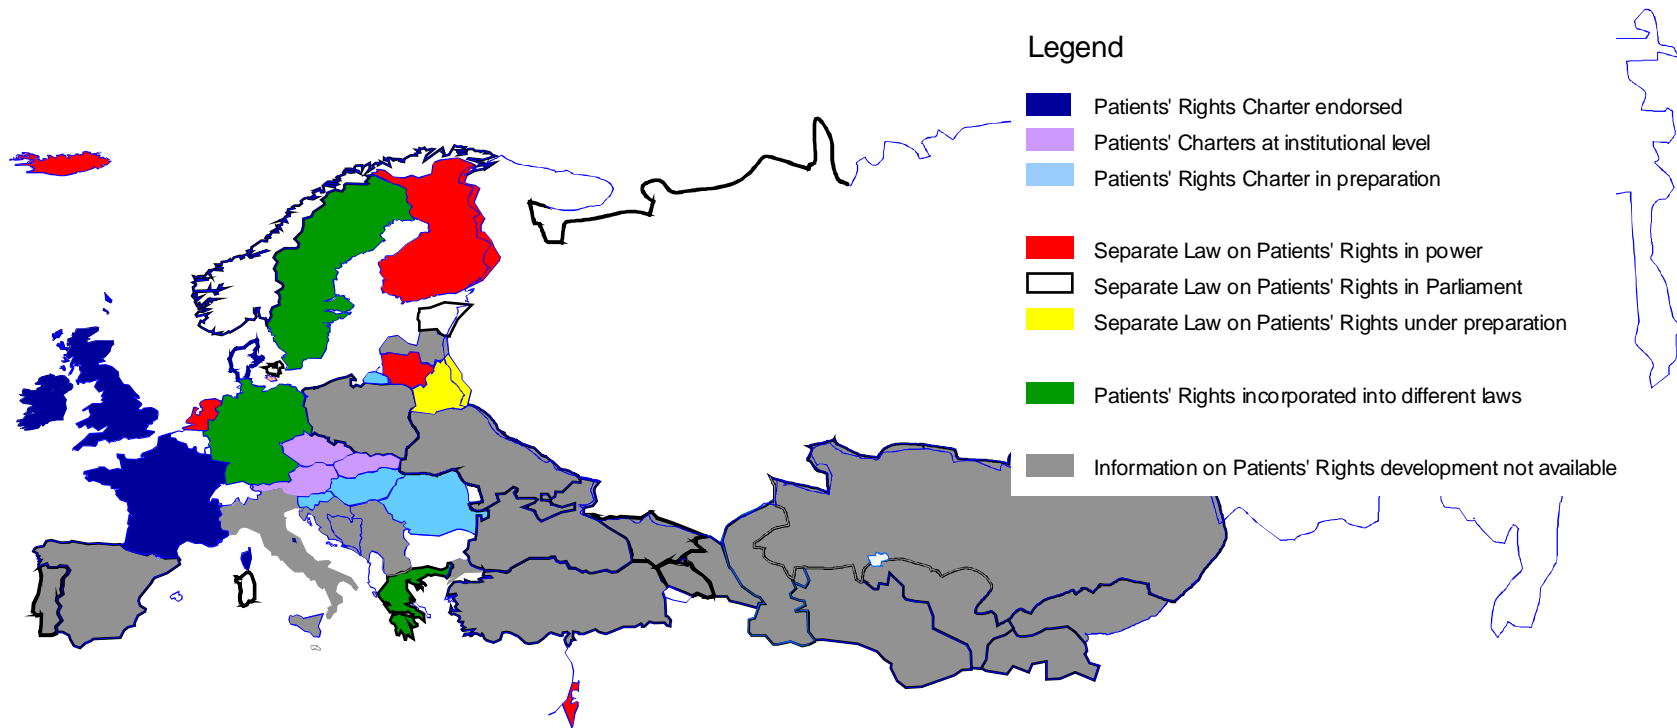 Legend
Patients' Rights Charter endorsed
Patients' Charters at institutional level
Patients' Rights Charter in preparation
Separate Law on Patients' Rights in power
Separate Law on Patients' Rights in Parliament
Separate Law on Patients' Rights under preparation
Patients' Rights incorporated into different laws
Information on Patients' Rights development not available